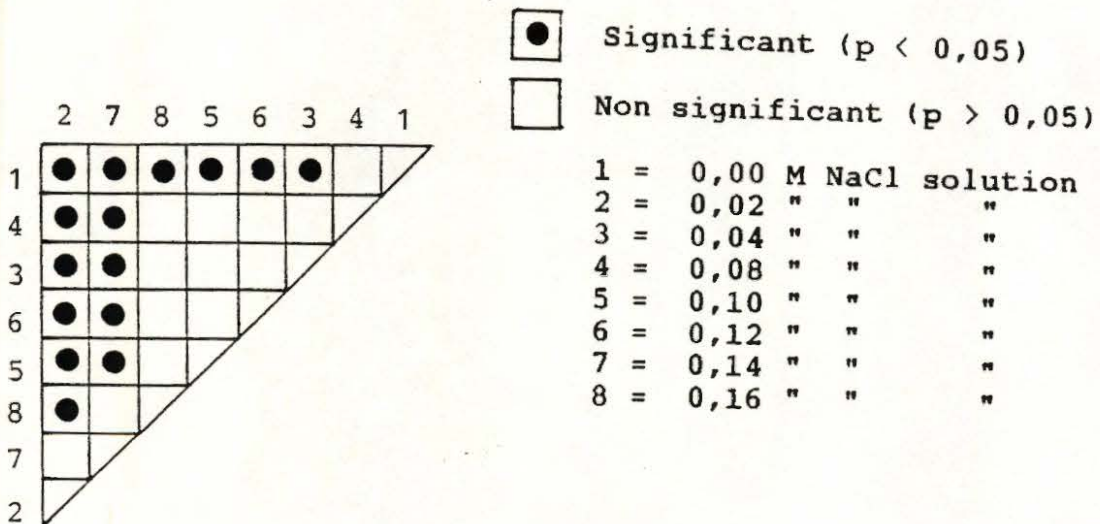 Significant (p < 0,05)
Non significant (p > 0,05)
2 7 8 5 6 3 4 1
1
4
3
6
5
8
7
2
1 = 0,00 M NaCl solution
2 = 0,02 " " "
3 = 0,04 " " "
4 = 0,08 " " "
5 = 0,10 " " "
6 = 0,12 " " "
7 = 0,14 " " "
8 = 0,16 " " "